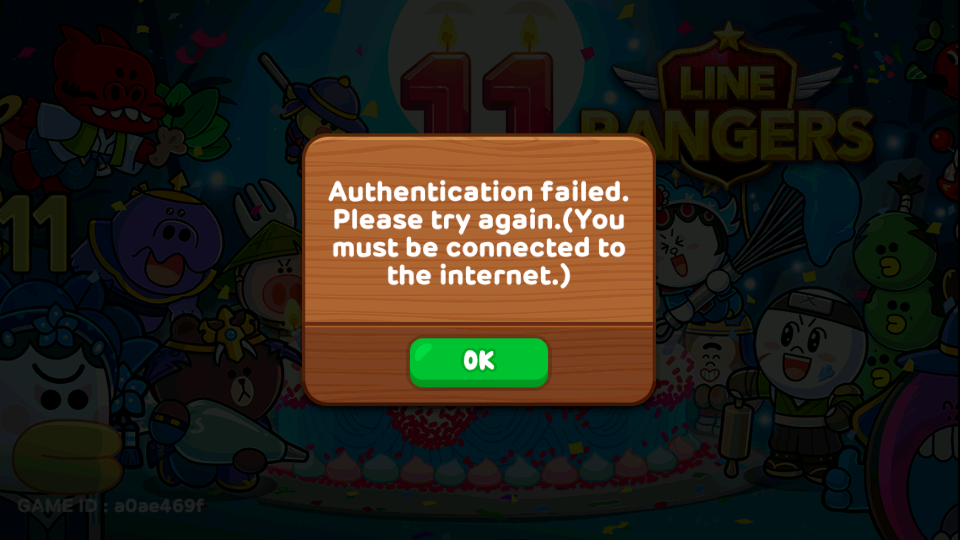 11
LINE
RANGERS
11
Authentication failed.
Please try again.(You
must be connected to
the internet.)
OK
GAME ID : a0ae469f